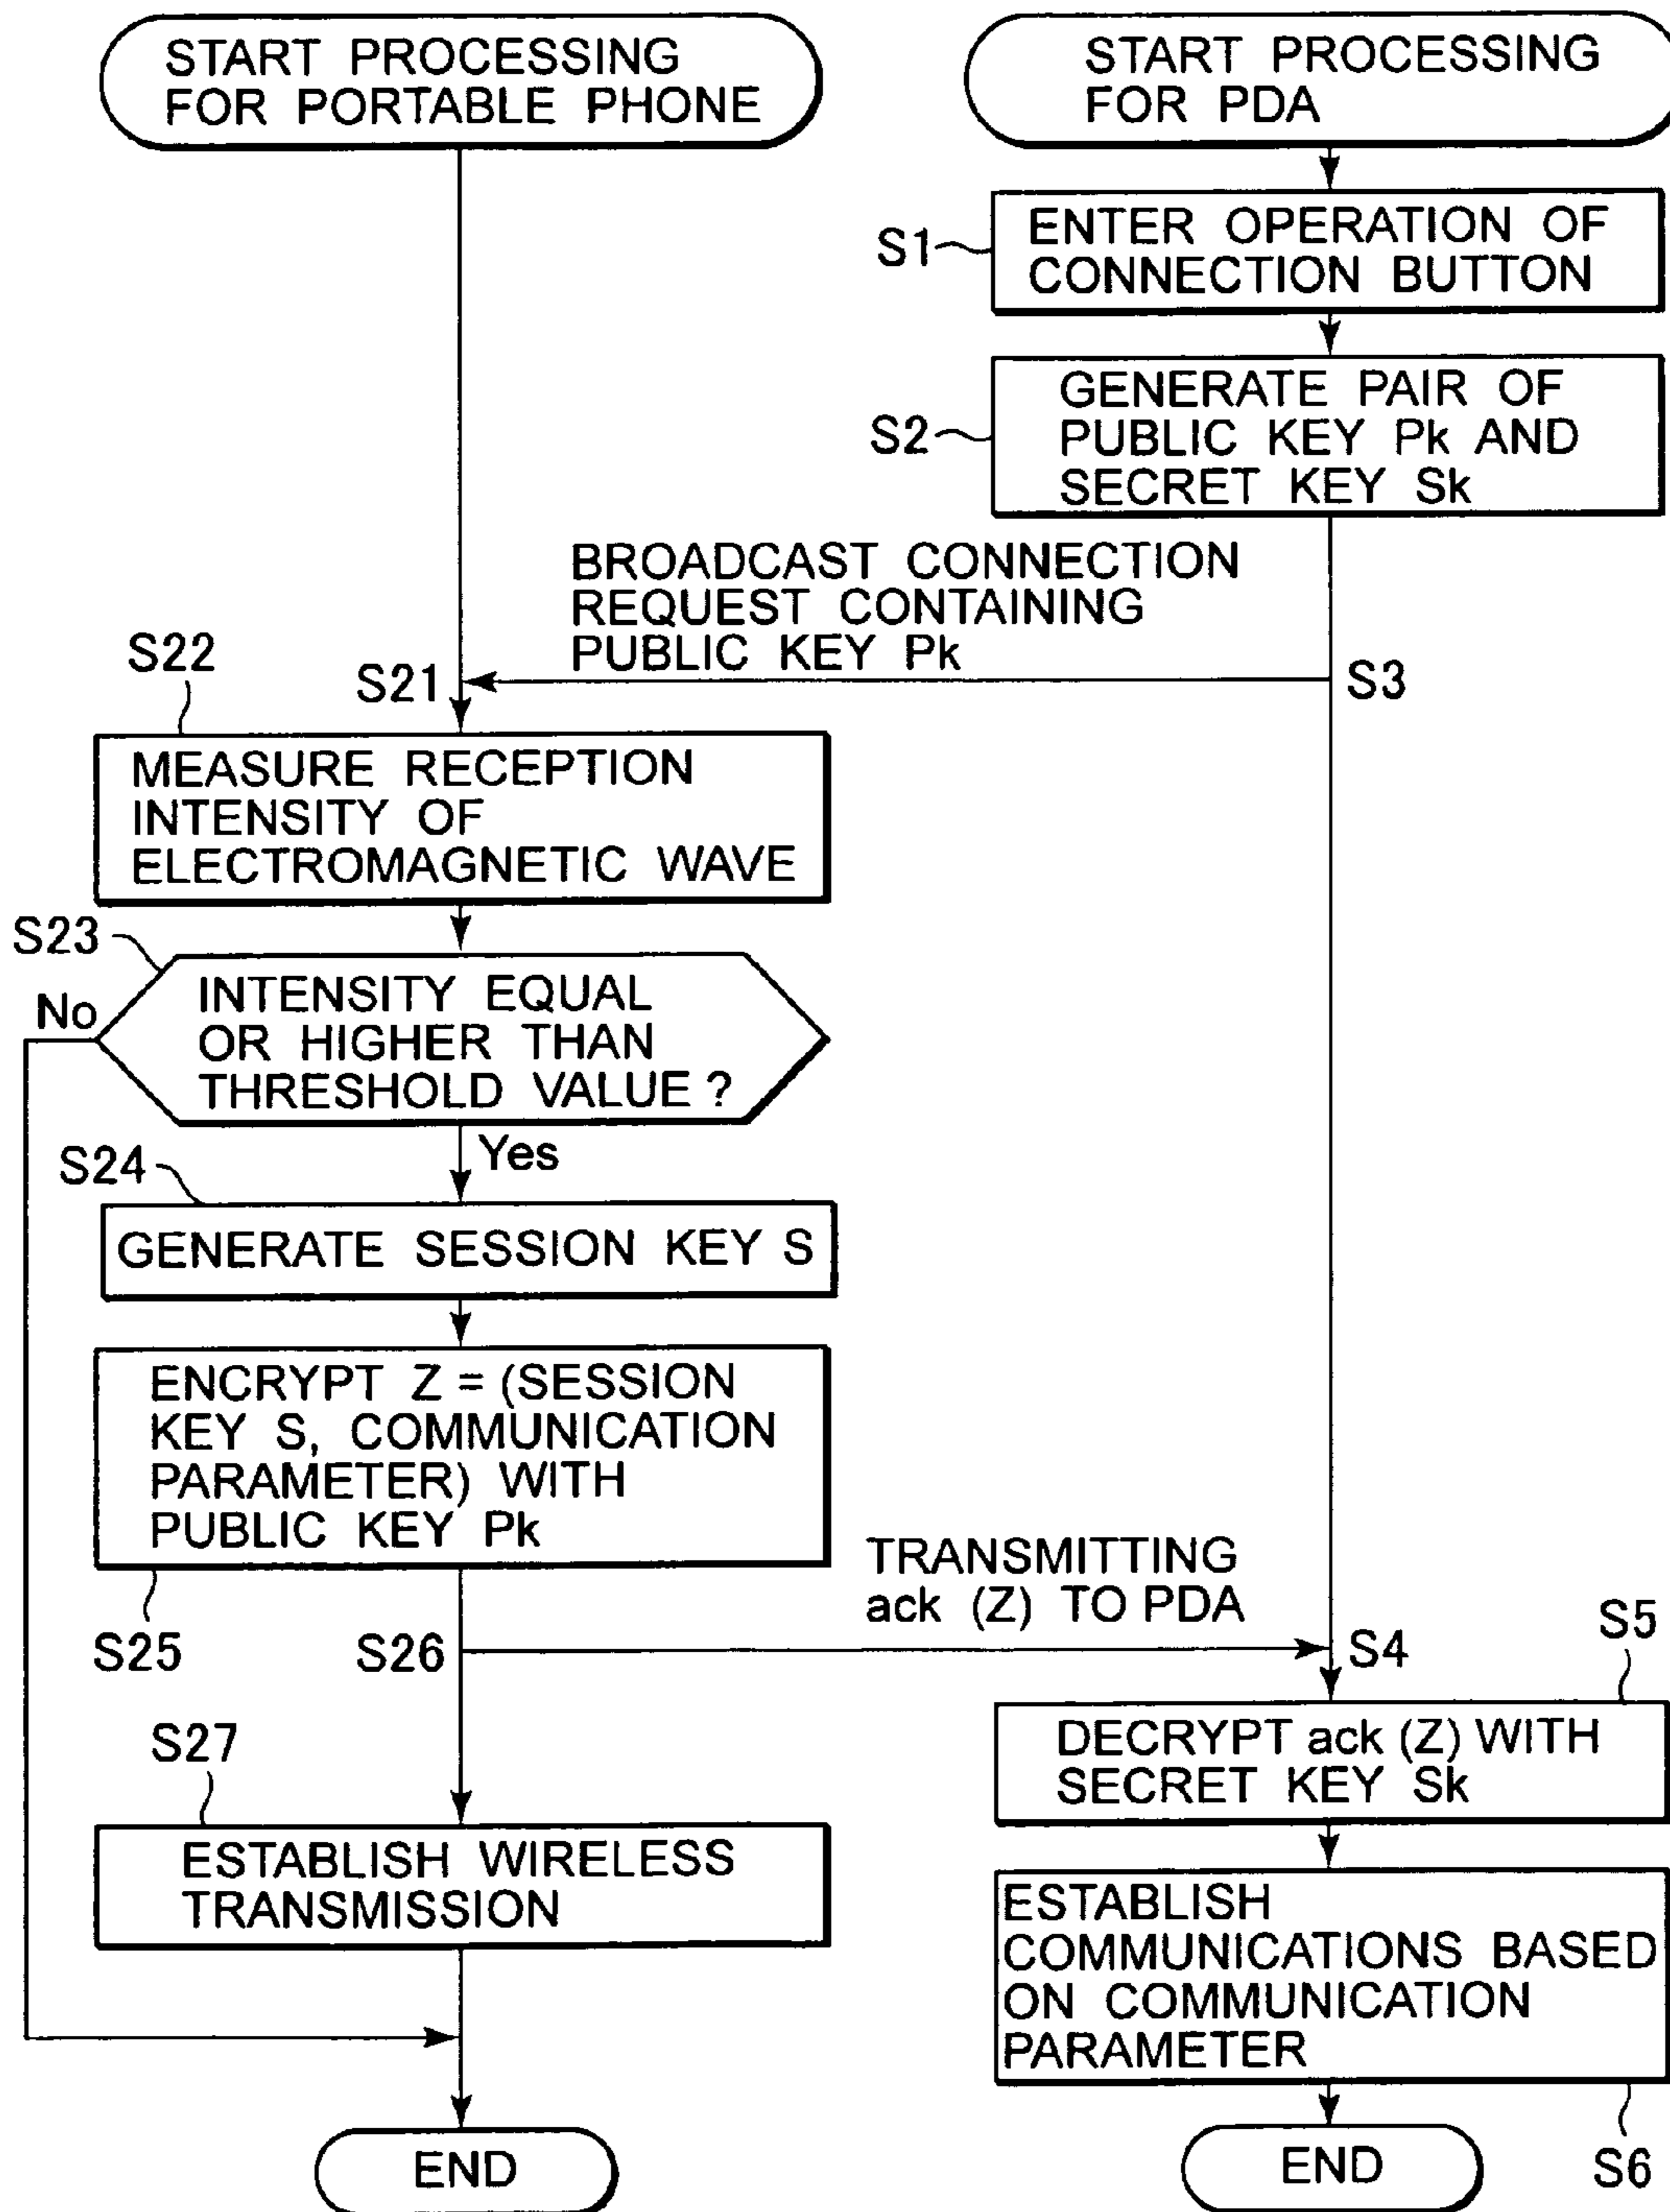 START PROCESSING
FOR PORTABLE PHONE
START PROCESSING
FOR PDA
S1
ENTER OPERATION OF
CONNECTION BUTTON
S2
GENERATE PAIR OF
PUBLIC KEY Pk AND
SECRET KEY Sk
BROADCAST CONNECTION
REQUEST CONTAINING
PUBLIC KEY Pk
S22
S21
S3
MEASURE RECEPTION
INTENSITY OF
ELECTROMAGNETIC WAVE
S23
No
INTENSITY EQUAL
OR HIGHER THAN
THRESHOLD VALUE ?
Yes
S24
GENERATE SESSION KEY S
ENCRYPT Z = (SESSION
KEY S, COMMUNICATION
PARAMETER) WITH
PUBLIC KEY Pk
TRANSMITTING
ack (Z) TO PDA
S25
S26
S4
S5
DECRYPT ack (Z) WITH
SECRET KEY Sk
S27
ESTABLISH WIRELESS
TRANSMISSION
ESTABLISH
COMMUNICATIONS BASED
ON COMMUNICATION
PARAMETER
END
END
S6